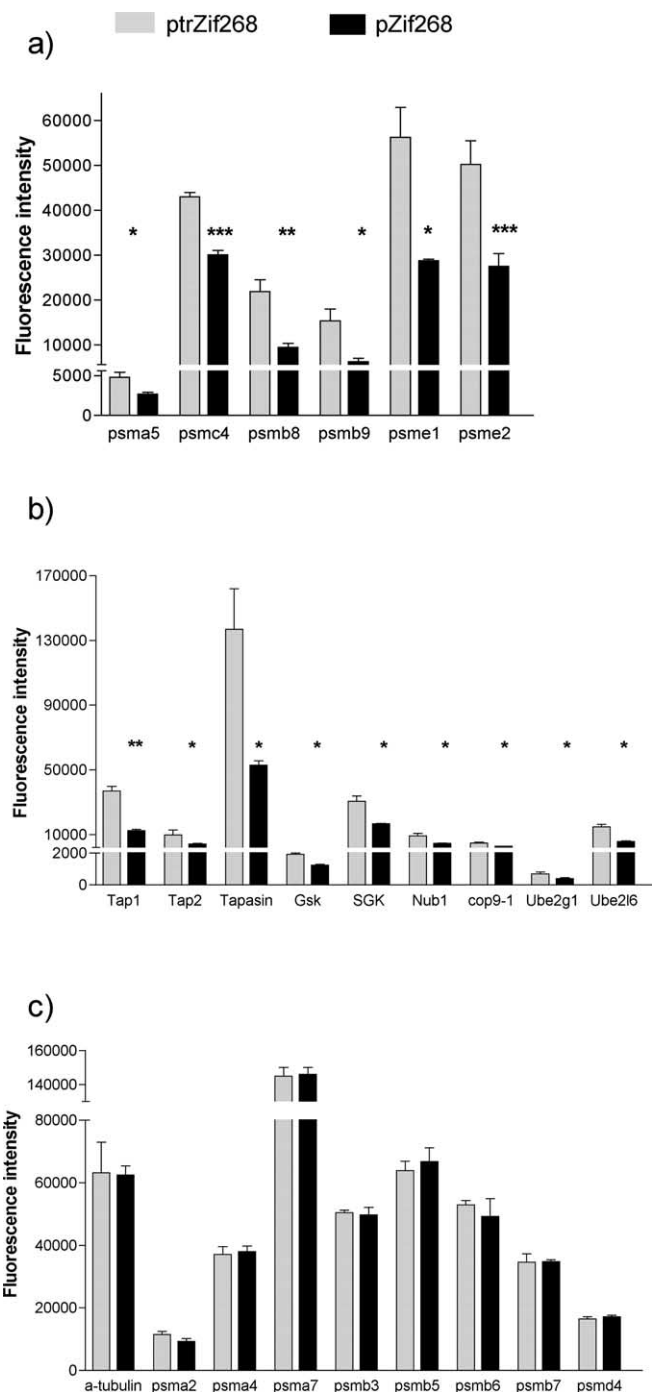 ptrZif268 pZif268
a)
Fluorescence intensity
60000
50000
40000
30000
20000
10000
5000
0
* *** ** * * ***
psma5 psmc4 psmb8 psmb9 psme1 psme2
b)
Fluorescence intensity
170000
130000
90000
50000
10000
2000
0
** * * * * * * * *
Tap1 Tap2 Tapasin Gsk SGK Nub1 cop9-1 Ube2g1 Ube2l6
c)
Fluorescence intensity
160000
140000
80000
60000
40000
20000
0
a-tubulin psma2 psma4 psma7 psmb3 psmb5 psmb6 psmb7 psmd4